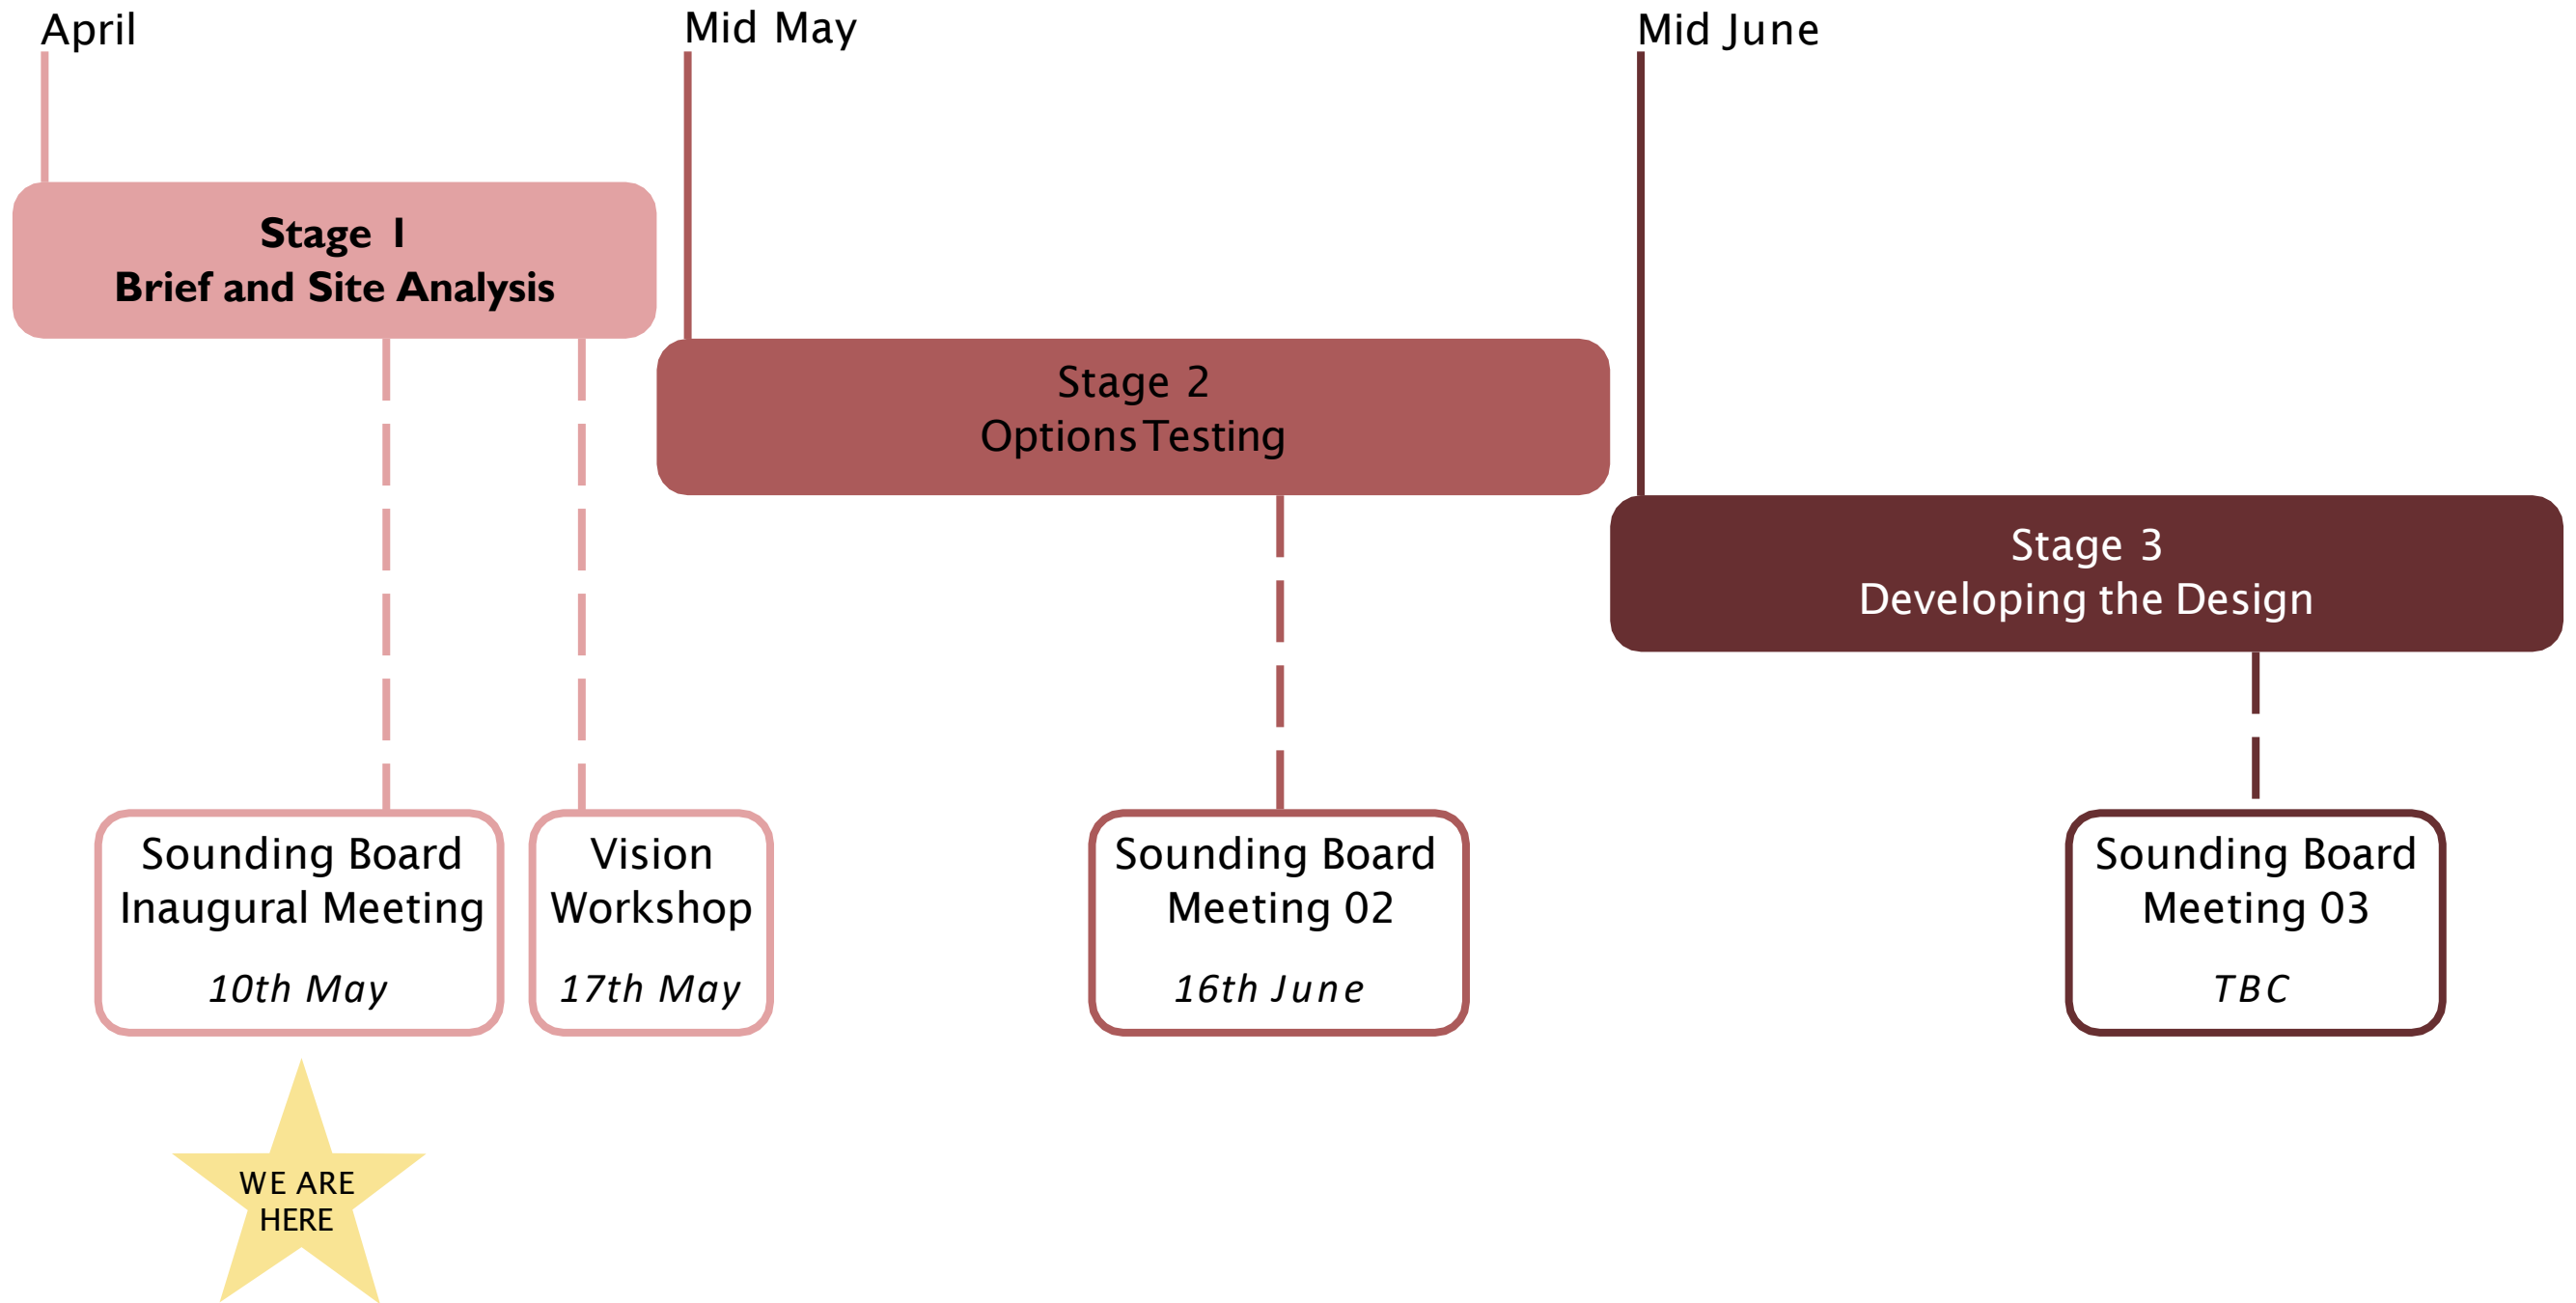 April
Mid May
Mid June
Stage 1
Brief and Site Analysis
Stage 2
Options Testing
Stage 3
Developing the Design
Sounding Board
Inaugural Meeting
10th May
Vision
Workshop
17th May
Sounding Board
Meeting 02
16th June
Sounding Board
Meeting 03
TBC
WE ARE
HERE